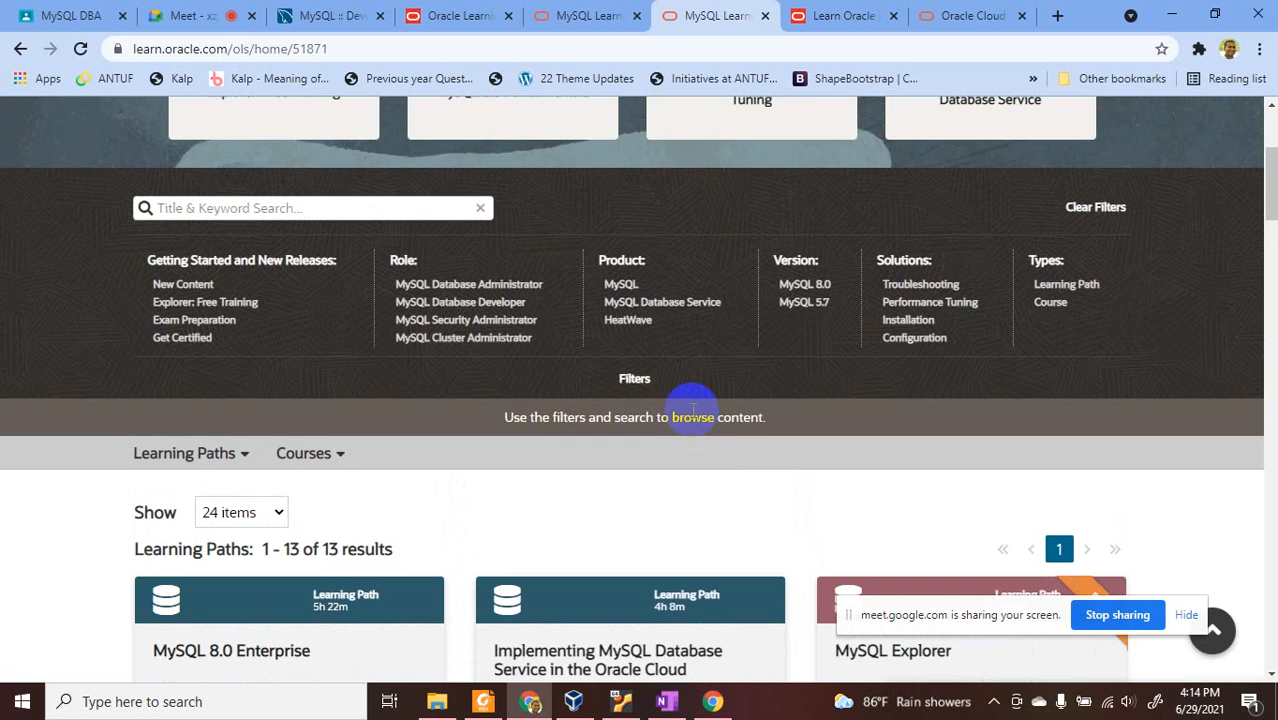 MySQL DBA
Meet - xz
MySQL :: Dev
Oracle Learni
MySQL Learn
MySQL Learn
Learn Oracle
Oracle Cloud
learn.oracle.com/ols/home/51871
Apps
ANTUF
Kalp
Kalp - Meaning of...
Previous year Quest...
22 Theme Updates
Initiatives at ANTUF...
ShapeBootstrap | C...
»
Other bookmarks
Reading list
Tuning
Database Service
Title & Keyword Search...
Clear Filters
Getting Started and New Releases:
New Content
Explorer: Free Training
Exam Preparation
Get Certified
Role:
MySQL Database Administrator
MySQL Database Developer
MySQL Security Administrator
MySQL Cluster Administrator
Product:
MySQL
MySQL Database Service
HeatWave
Version:
MySQL 8.0
MySQL 5.7
Solutions:
Troubleshooting
Performance Tuning
Installation
Configuration
Types:
Learning Path
Course
Filters
Use the filters and search to browse content.
Learning Paths
Courses
Show
24 items
Learning Paths: 1 - 13 of 13 results
« ‹ 1 › »
Learning Path
5h 22m
MySQL 8.0 Enterprise
Learning Path
4h 8m
Implementing MySQL Database
Service in the Oracle Cloud
Learning Path
MySQL Explorer
meet.google.com is sharing your screen.
Stop sharing
Hide
Type here to search
86°F Rain showers
4:14 PM
6/29/2021